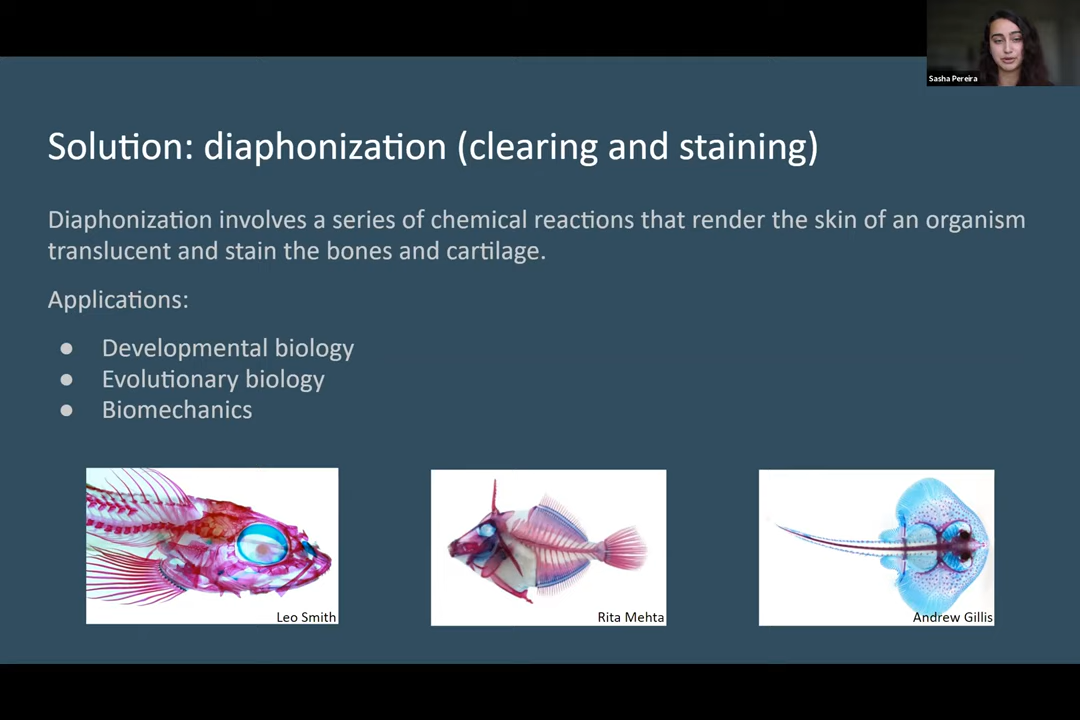 Sasha Pereira
Solution: diaphonization (clearing and staining)
Diaphonization involves a series of chemical reactions that render the skin of an organism
translucent and stain the bones and cartilage.
Applications:
● Developmental biology
● Evolutionary biology
● Biomechanics
Leo Smith
Rita Mehta
Andrew Gillis